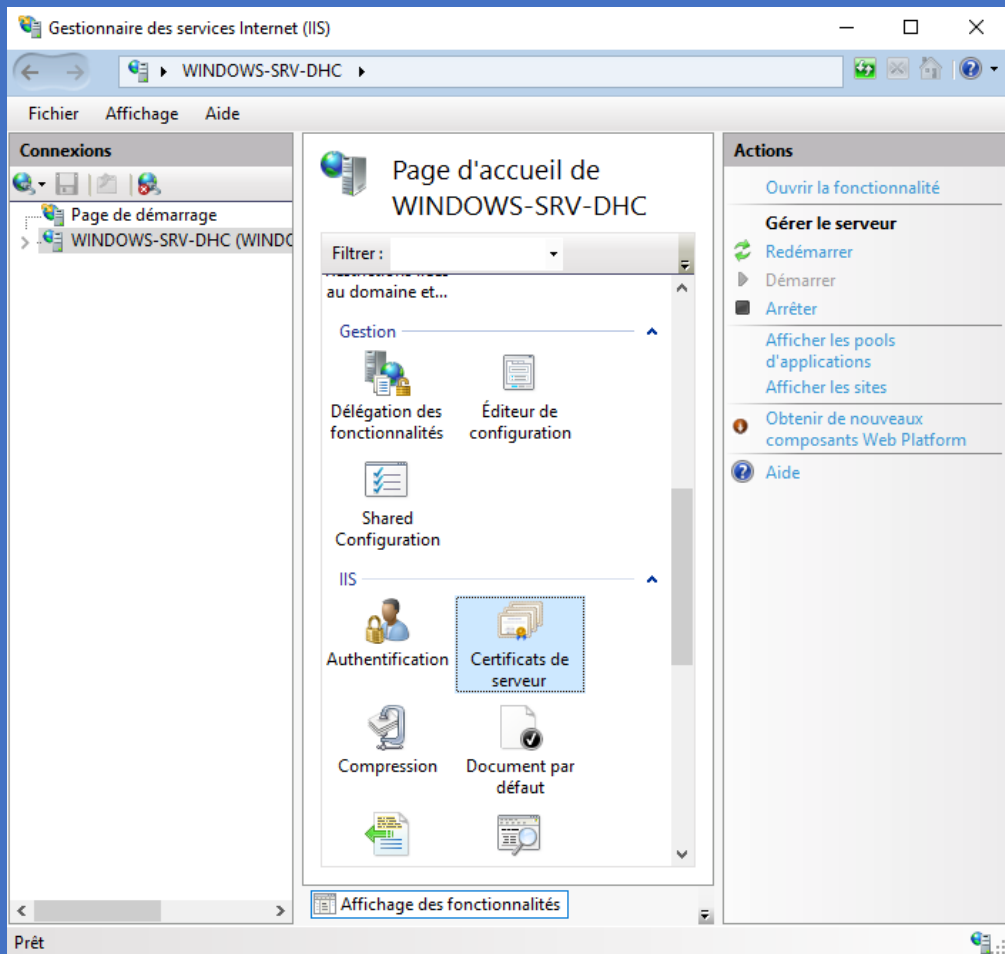 Gestionnaire des services Internet (IIS)
WINDOWS-SRV-DHC
Fichier Affichage Aide
Connexions
Page de démarrage
WINDOWS-SRV-DHC (WINDO
Page d'accueil de
WINDOWS-SRV-DHC
Filtrer :
au domaine et...
Gestion
Délégation des
fonctionnalités
Éditeur de
configuration
Shared
Configuration
IIS
Authentification
Certificats de
serveur
Compression
Document par
défaut
Affichage des fonctionnalités
Actions
Ouvrir la fonctionnalité
Gérer le serveur
Redémarrer
Démarrer
Arrêter
Afficher les pools
d'applications
Afficher les sites
Obtenir de nouveaux
composants Web Platform
Aide
Prêt